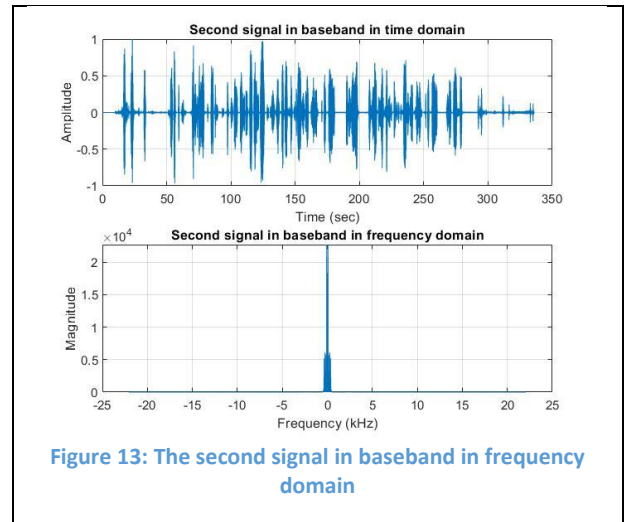 Second signal in baseband in time domain
1
0.5
0
-0.5
-1
Amplitude
0 50 100 150 200 250 300 350
Time (sec)
×10⁴ Second signal in baseband in frequency domain
2
1.5
1
0.5
0
Magnitude
-25 -20 -15 -10 -5 0 5 10 15 20 25
Frequency (kHz)
Figure 13: The second signal in baseband in frequency
domain